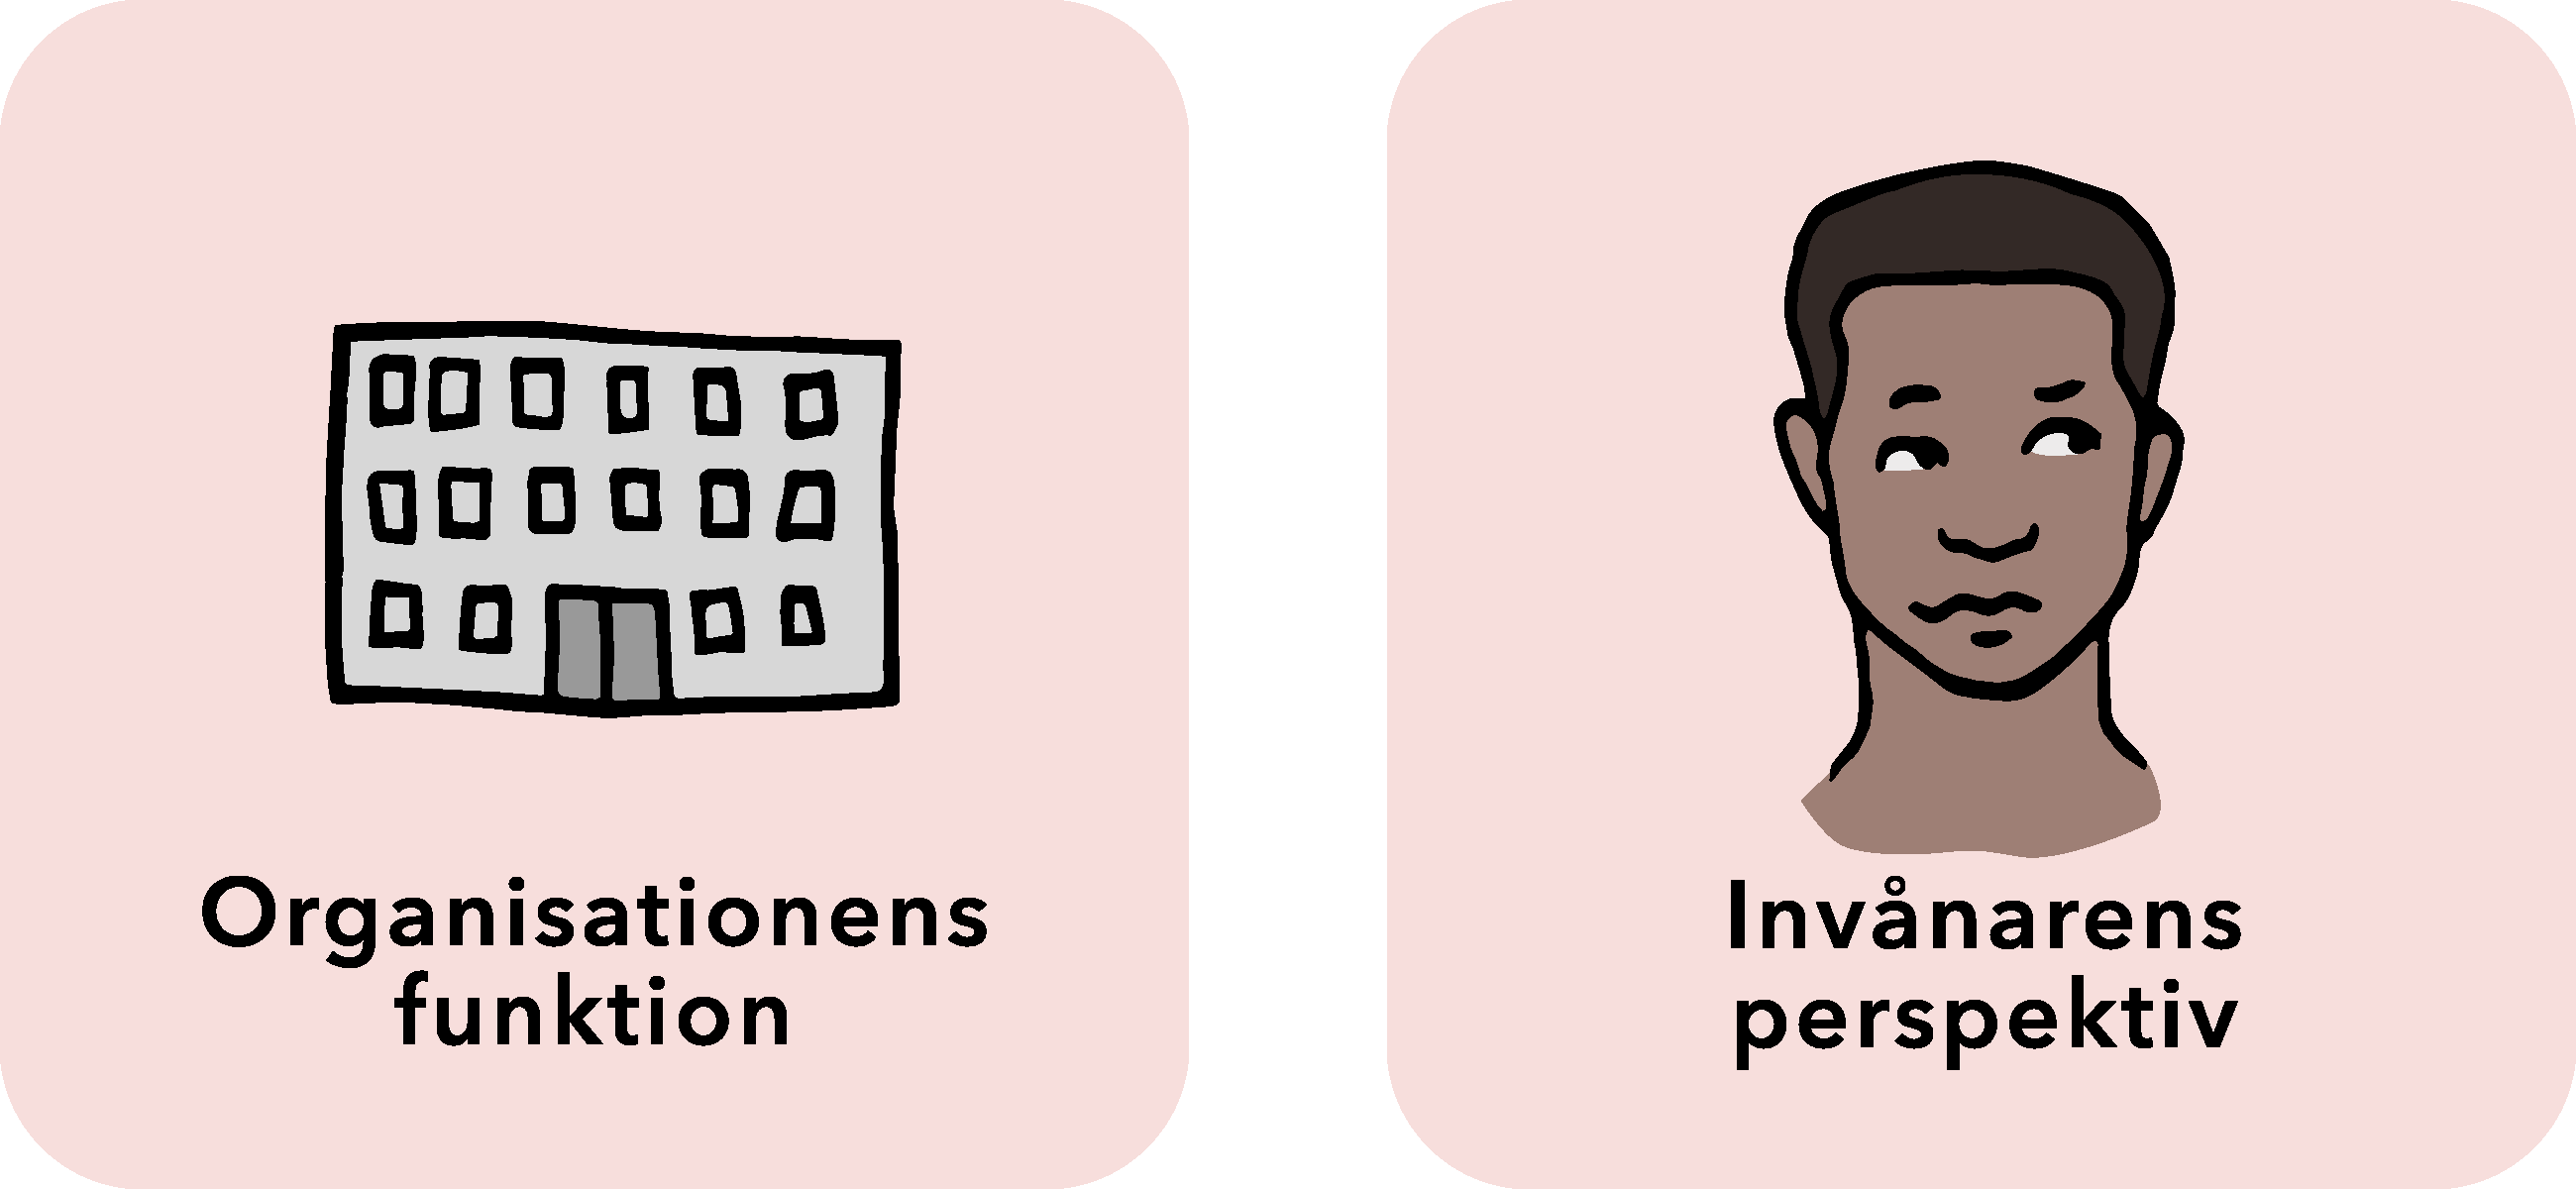 Organisationens
funktion
Invånarens
perspektiv